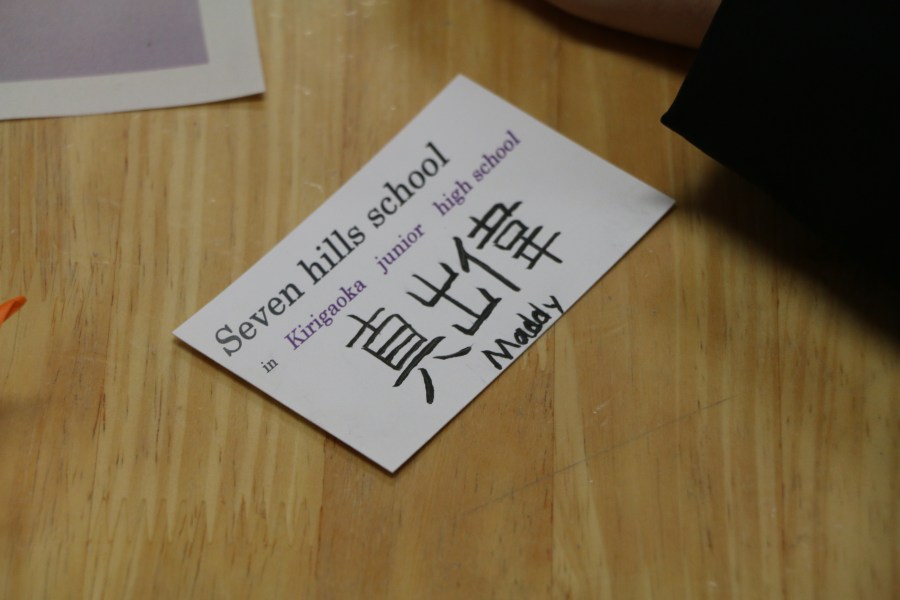 Seven hills school
in Kirigaoka junior high school
真出偉
Maddy